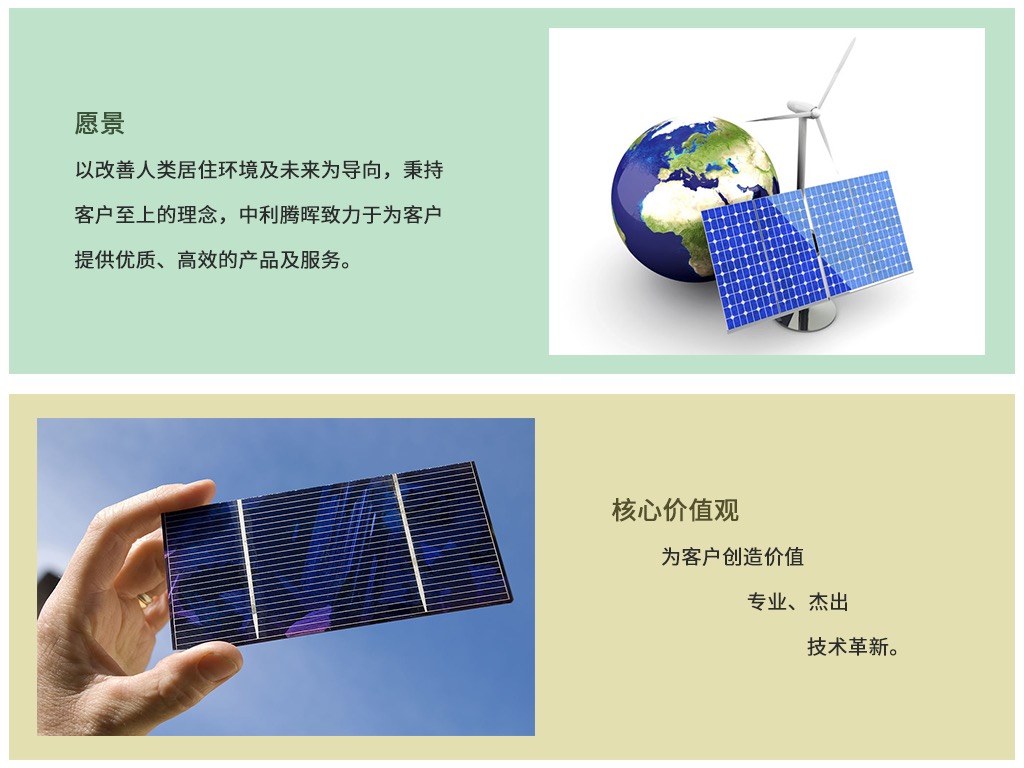 愿景
以改善人类居住环境及未来为导向，秉持
客户至上的理念，中利腾晖致力于为客户
提供优质、高效的产品及服务。
核心价值观
为客户创造价值
专业、杰出
技术革新。